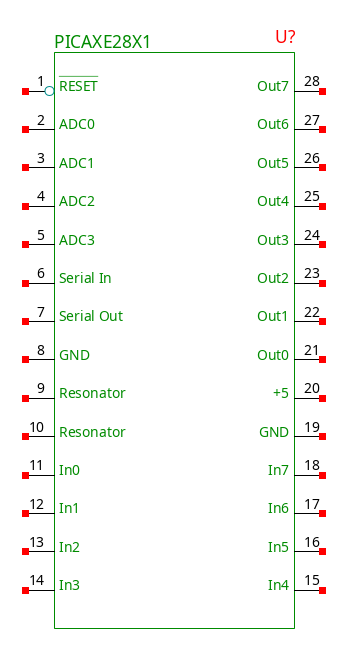 PICAXE28X1 U?
1 RESET Out7 28
2 ADC0 Out6 27
3 ADC1 Out5 26
4 ADC2 Out4 25
5 ADC3 Out3 24
6 Serial In Out2 23
7 Serial Out Out1 22
8 GND Out0 21
9 Resonator +5 20
10 Resonator GND 19
11 In0 In7 18
12 In1 In6 17
13 In2 In5 16
14 In3 In4 15